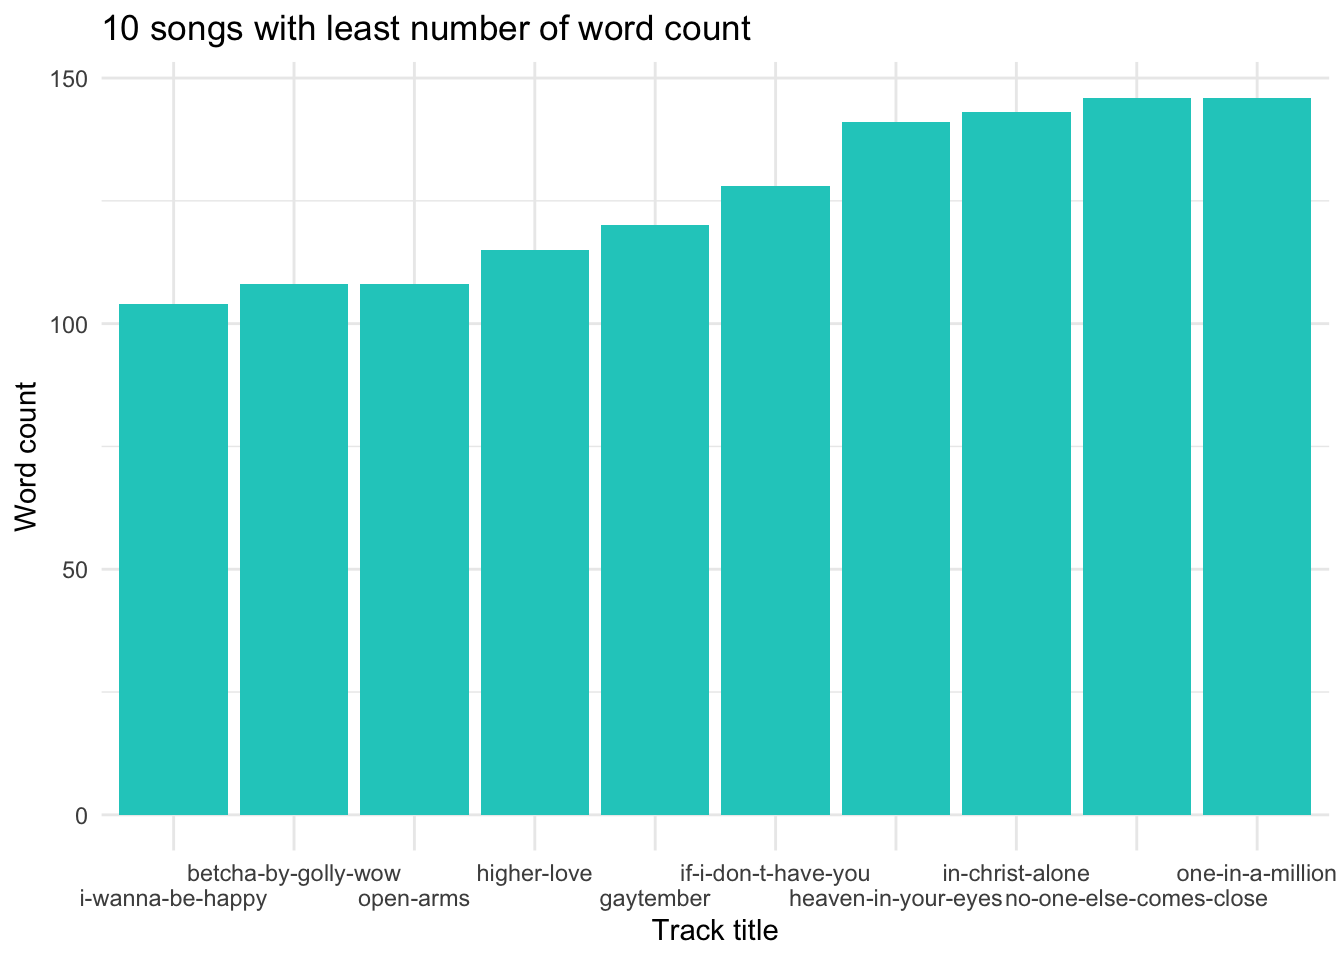 10 songs with least number of word count
150
100
50
0
Word count
betcha-by-golly-wow higher-love if-i-don-t-have-you in-christ-alone one-in-a-million
i-wanna-be-happy open-arms gaytember heaven-in-your-eyes no-one-else-comes-close
Track title